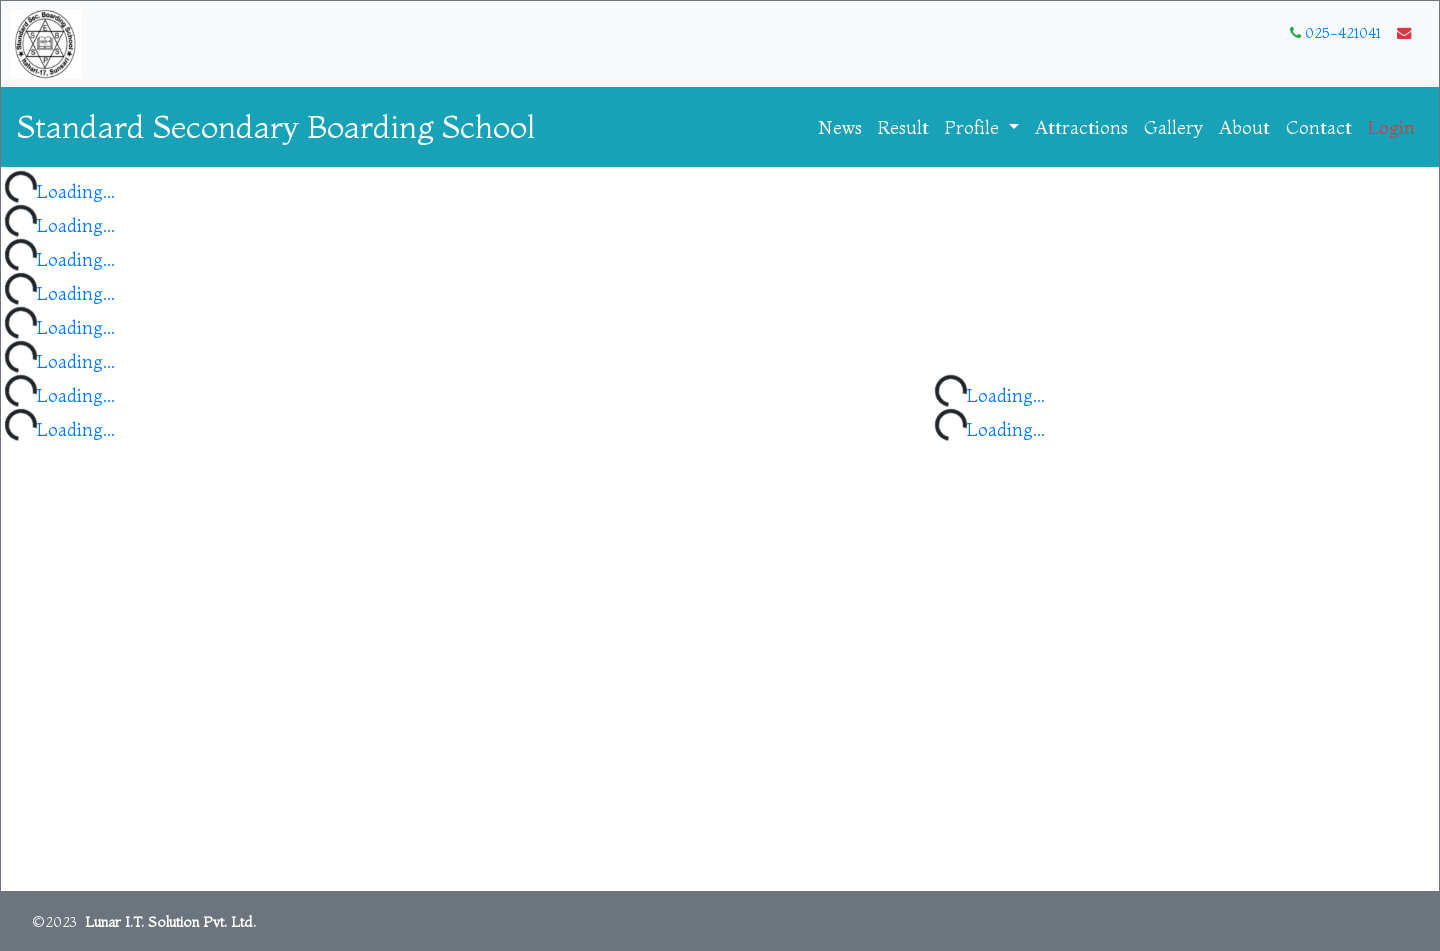 Standard Sec. Boarding School
E
S B
S S
P
Itahari-17, Sunsari
025-421041
Standard Secondary Boarding School
News Result Profile Attractions Gallery About Contact Login
Loading...
Loading...
Loading...
Loading...
Loading...
Loading...
Loading... Loading...
Loading... Loading...
©2023 Lunar I.T. Solution Pvt. Ltd.